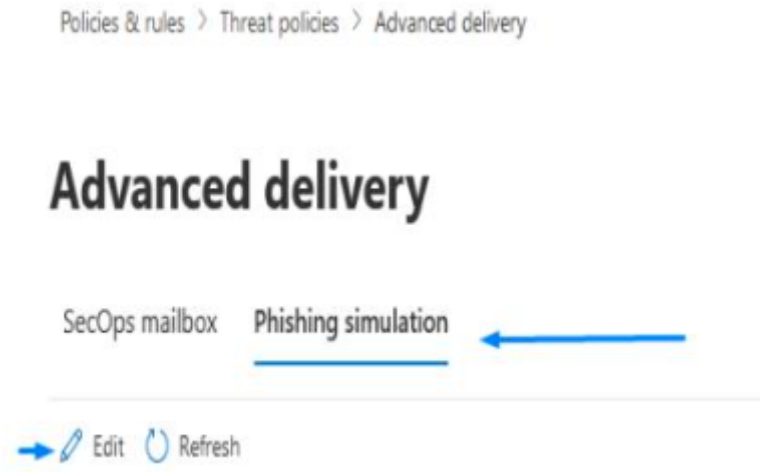 Policies & rules > Threat policies > Advanced delivery
Advanced delivery
SecOps mailbox Phishing simulation
Edit Refresh